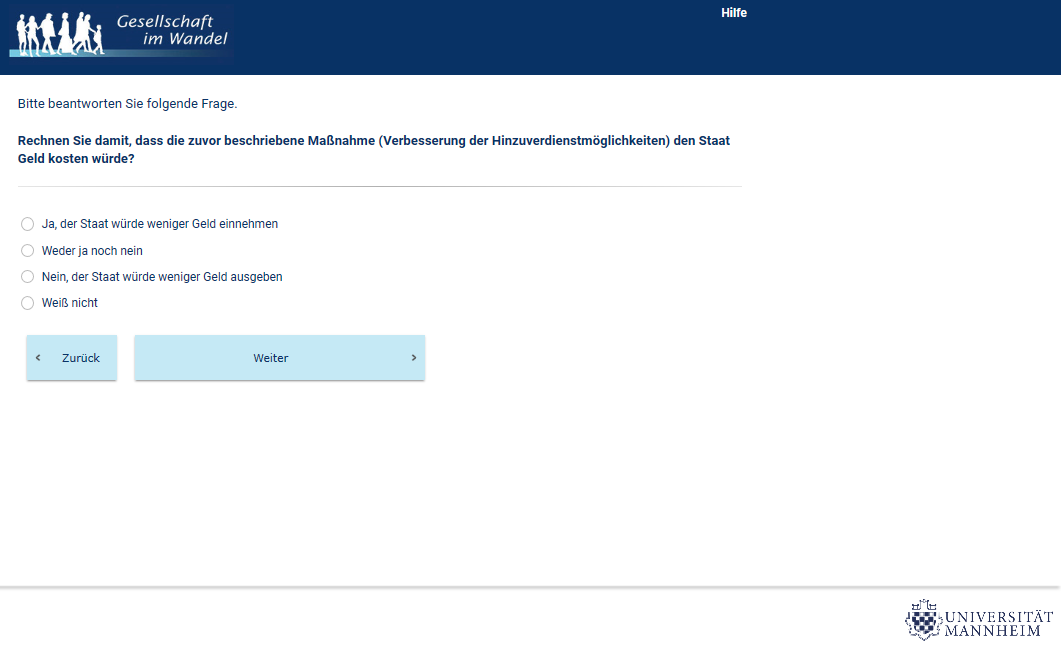 Gesellschaft
im Wandel
Hilfe
Bitte beantworten Sie folgende Frage.
Rechnen Sie damit, dass die zuvor beschriebene Maßnahme (Verbesserung der Hinzuverdienstmöglichkeiten) den Staat
Geld kosten würde?
Ja, der Staat würde weniger Geld einnehmen
Weder ja noch nein
Nein, der Staat würde weniger Geld ausgeben
Weiß nicht
‹ Zurück
Weiter ›
UNIVERSITÄT
MANNHEIM